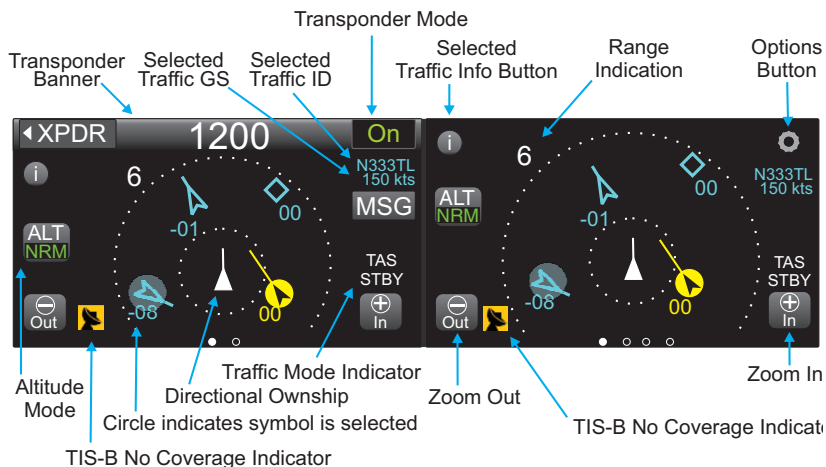 Transponder Mode
Selected
Traffic GS
Selected
Traffic ID
Selected
Traffic Info Button
Range
Indication
Options
Button
Transponder
Banner
XPDR
1200
On
i
6
N333TL
150 kts
MSG
ALT
NRM
-01
00
-08
00
TAS
STBY
Out
In
i
6
N333TL
150 kts
ALT
NRM
-01
00
-08
00
TAS
STBY
Out
In
Altitude
Mode
Traffic Mode Indicator
Directional Ownship
Circle indicates symbol is selected
TIS-B No Coverage Indicator
Zoom Out
Zoom In
TIS-B No Coverage Indicato